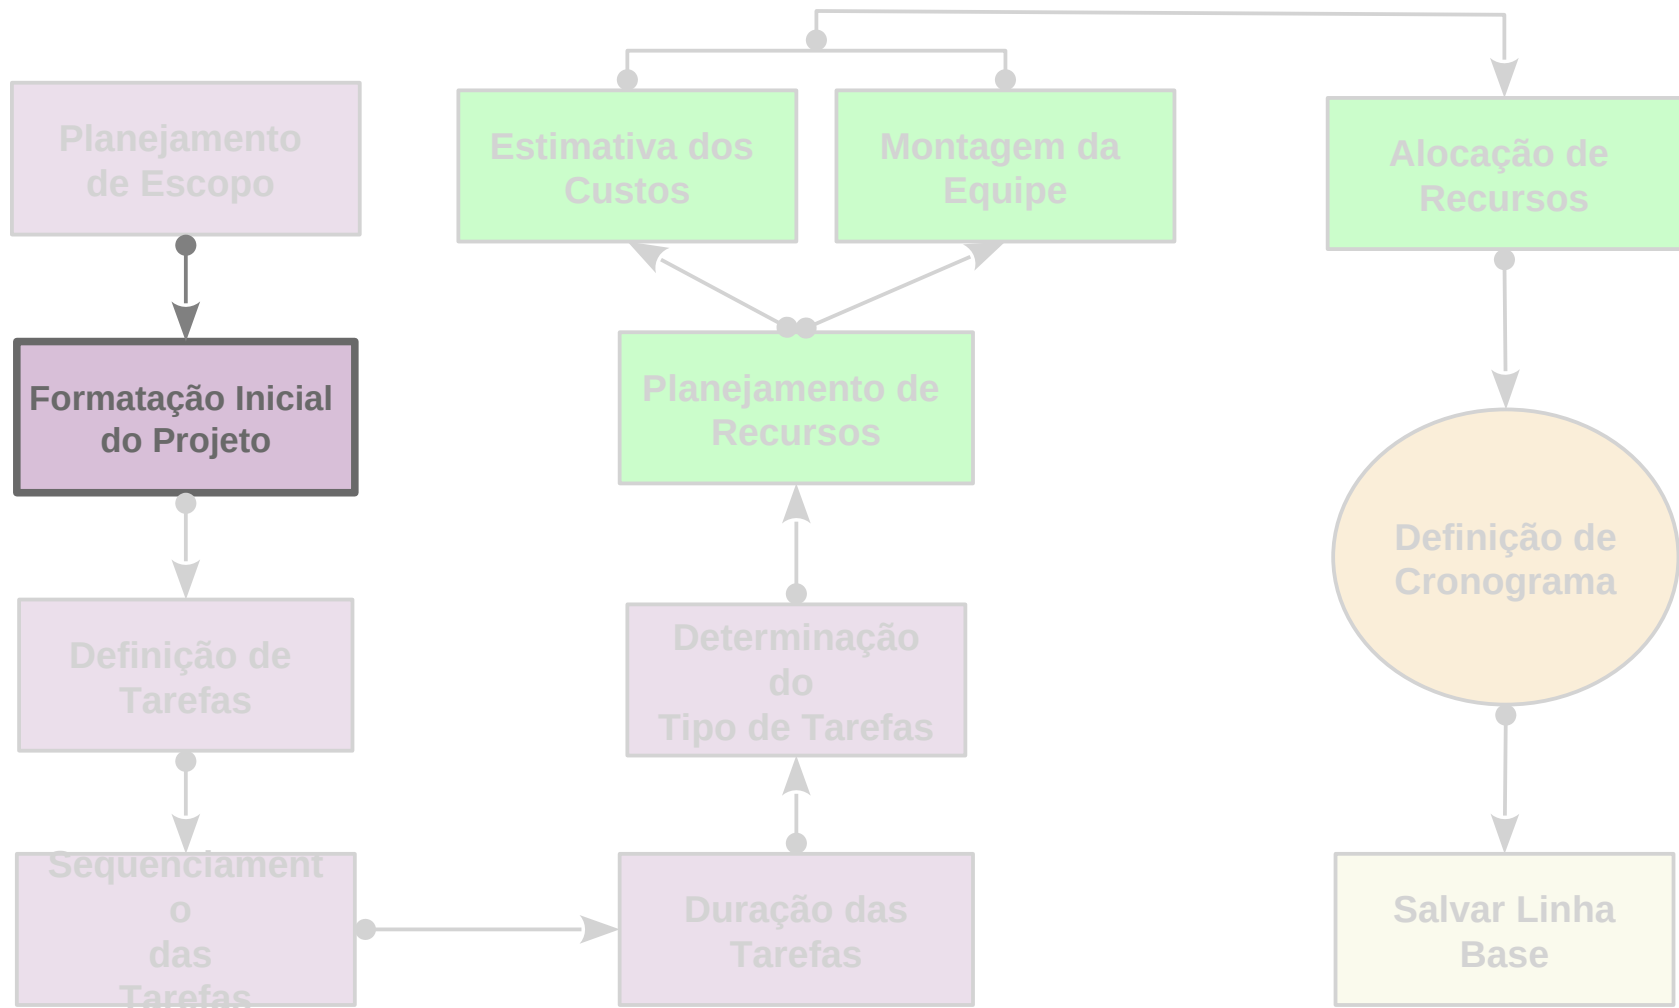 Planejamento
de Escopo
Formatação Inicial
do Projeto
Definição de
Tarefas
Sequenciament
o
das
Tarefas
Duração das
Tarefas
Determinação
do
Tipo de Tarefas
Planejamento de
Recursos
Estimativa dos
Custos
Montagem da
Equipe
Alocação de
Recursos
Definição de
Cronograma
Salvar Linha
Base